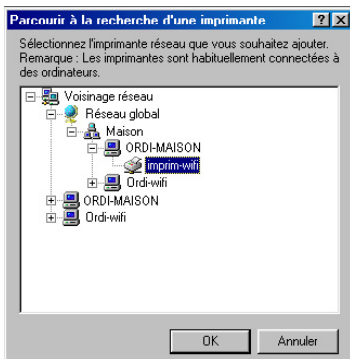 Parcourir à la recherche d'une imprimante
Sélectionnez l'imprimante réseau que vous souhaitez ajouter.
Remarque : Les imprimantes sont habituellement connectées à
des ordinateurs.
Voisinage réseau
Réseau global
Maison
ORDI-MAISON
imprim-wifi
Ordi-wifi
ORDI-MAISON
Ordi-wifi
OK Annuler